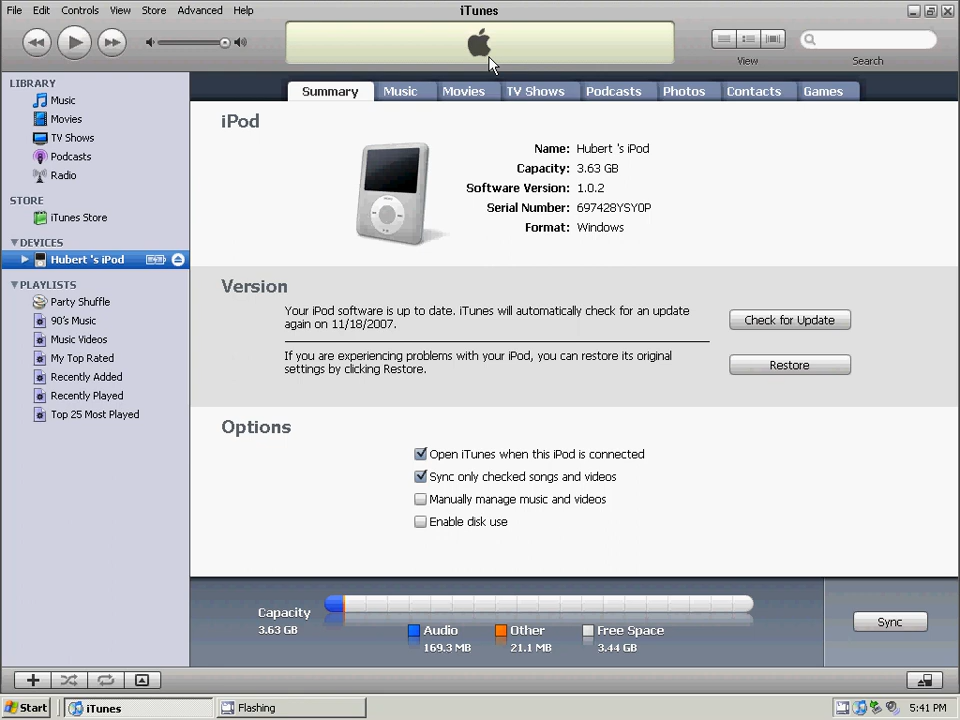 File Edit Controls View Store Advanced Help
iTunes
View
Search
LIBRARY
Music
Movies
TV Shows
Podcasts
Radio
STORE
iTunes Store
DEVICES
Hubert 's iPod
PLAYLISTS
Party Shuffle
90's Music
Music Videos
My Top Rated
Recently Added
Recently Played
Top 25 Most Played
Summary Music Movies TV Shows Podcasts Photos Contacts Games
iPod
Name: Hubert 's iPod
Capacity: 3.63 GB
Software Version: 1.0.2
Serial Number: 697428YSY0P
Format: Windows
Version
Your iPod software is up to date. iTunes will automatically check for an update
again on 11/18/2007.
Check for Update
If you are experiencing problems with your iPod, you can restore its original
settings by clicking Restore.
Restore
Options
Open iTunes when this iPod is connected
Sync only checked songs and videos
Manually manage music and videos
Enable disk use
Capacity
3.63 GB
Audio
169.3 MB
Other
21.1 MB
Free Space
3.44 GB
Sync
Start iTunes Flashing 5:41 PM